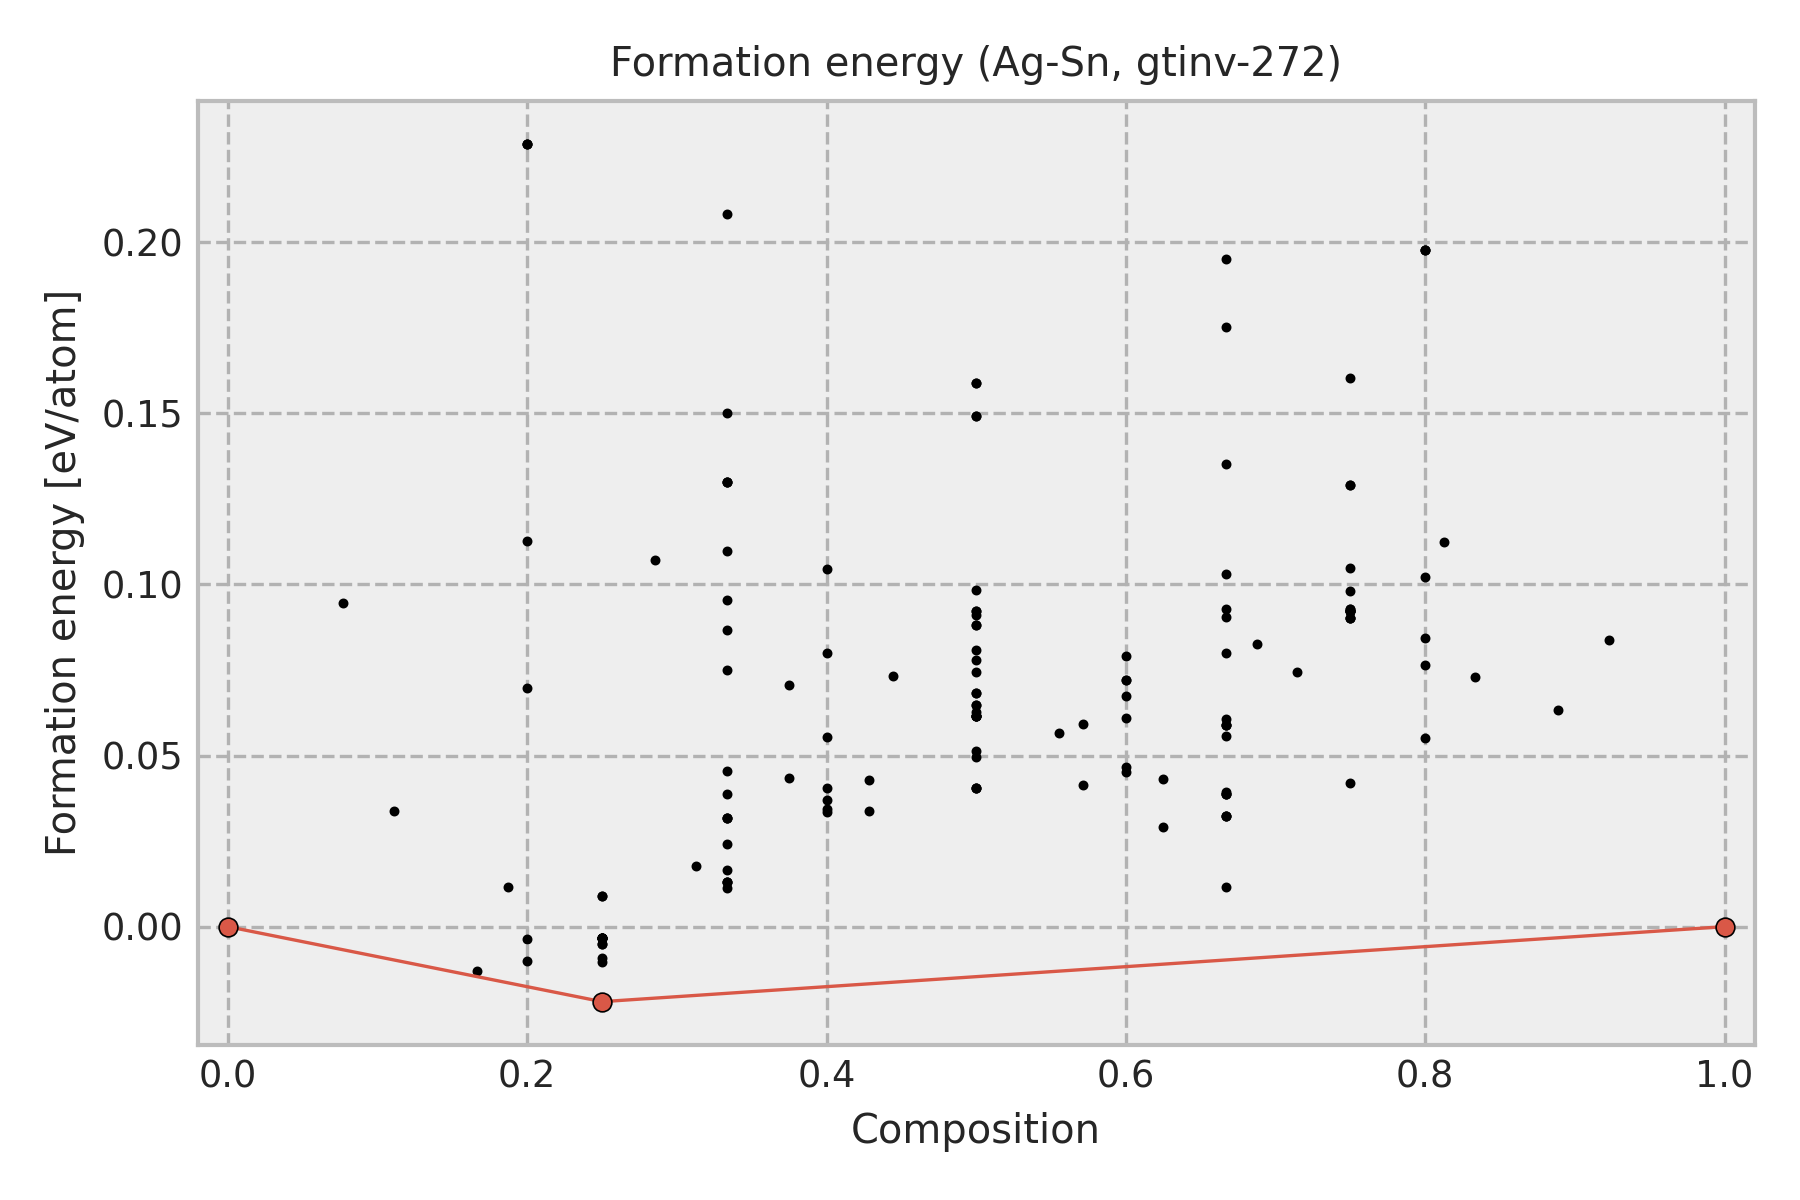 Formation energy (Ag-Sn, gtinv-272)
Formation energy [eV/atom]
0.20
0.15
0.10
0.05
0.00
0.0 0.2 0.4 0.6 0.8 1.0
Composition